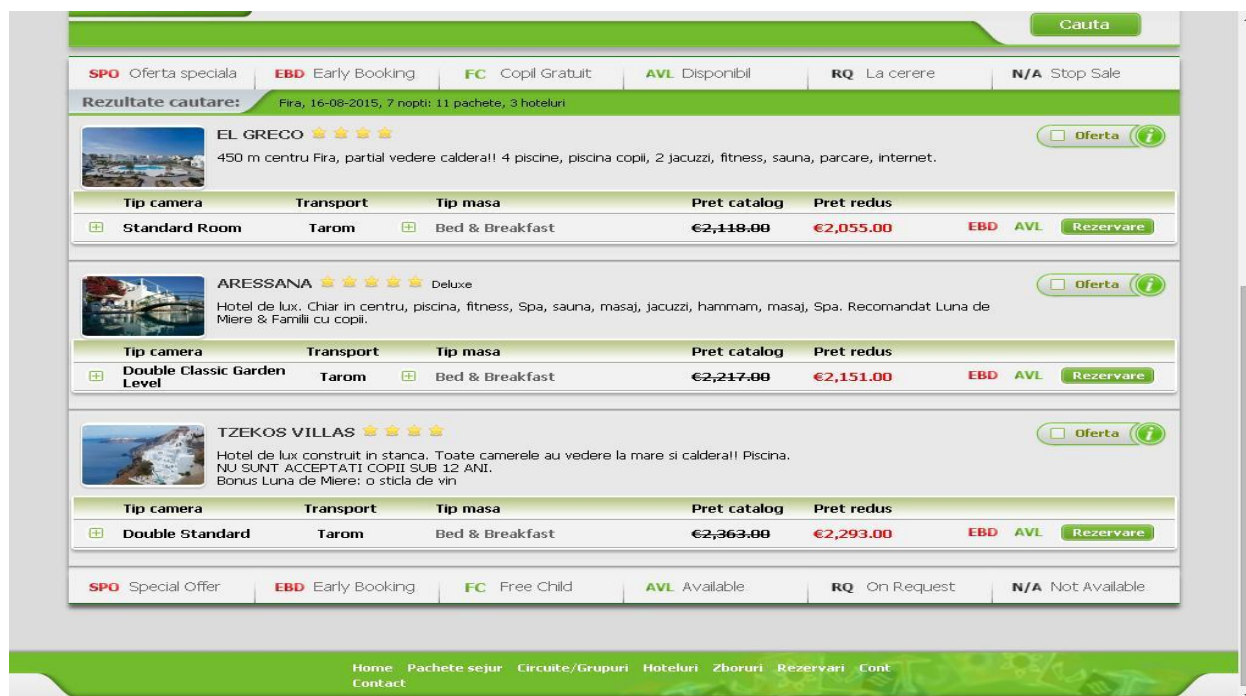 Cauta
SPO Oferta speciala EBD Early Booking FC Copil Gratuit AVL Disponibil RQ La cerere N/A Stop Sale
Rezultate cautare: Fira, 16-08-2015, 7 nopti: 11 pachete, 3 hoteluri
EL GRECO
Oferta i
450 m centru Fira, partial vedere caldera!! 4 piscine, piscina copii, 2 jacuzzi, fitness, sauna, parcare, internet.
Tip camera Transport Tip masa Pret catalog Pret redus
Standard Room Tarom Bed & Breakfast €2,118.00 €2,055.00 EBD AVL Rezervare
ARESSANA Deluxe
Oferta i
Hotel de lux. Chiar in centru, piscina, fitness, Spa, sauna, masaj, jacuzzi, hammam, masaj, Spa. Recomandat Luna de
Miere & Familii cu copii.
Tip camera Transport Tip masa Pret catalog Pret redus
Double Classic Garden
Level Tarom Bed & Breakfast €2,217.00 €2,151.00 EBD AVL Rezervare
TZEKOS VILLAS
Oferta i
Hotel de lux construit in stanca. Toate camerele au vedere la mare si caldera!! Piscina.
NU SUNT ACCEPTATI COPII SUB 12 ANI.
Bonus Luna de Miere: o sticla de vin
Tip camera Transport Tip masa Pret catalog Pret redus
Double Standard Tarom Bed & Breakfast €2,363.00 €2,293.00 EBD AVL Rezervare
SPO Special Offer EBD Early Booking FC Free Child AVL Available RQ On Request N/A Not Available
Home Pachete sejur Circuite/Grupuri Hoteluri Zboruri Rezervari Cont
Contact